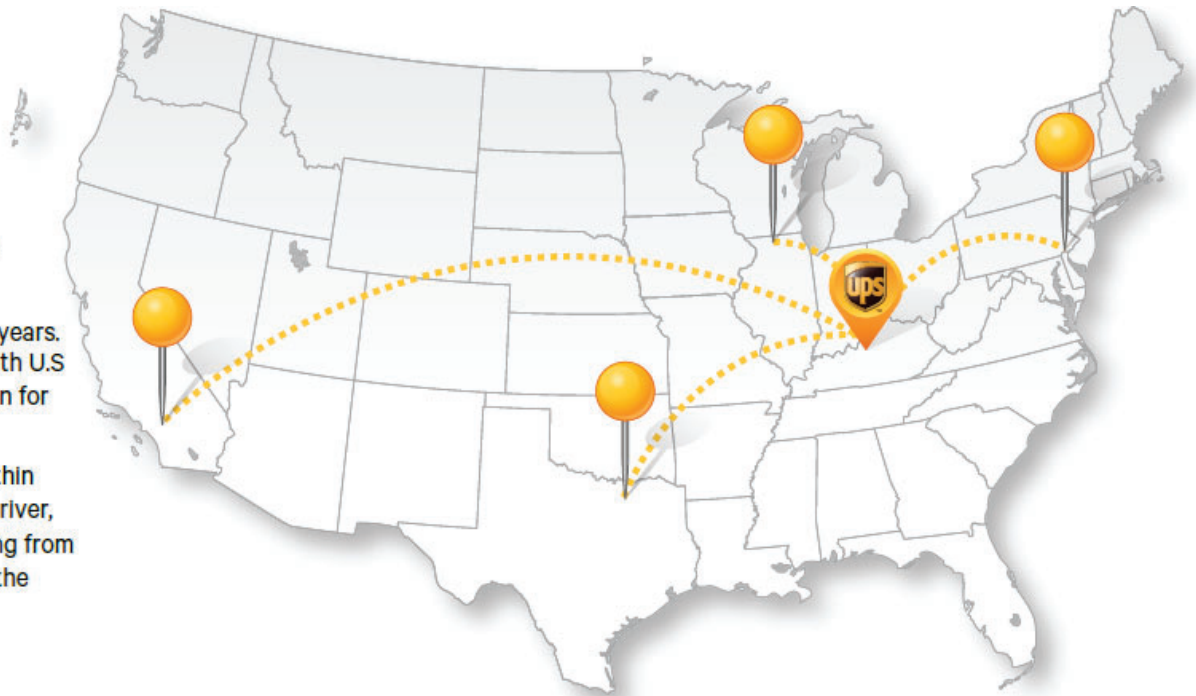 years.
th U.S
n for
thin
river,
ng from
the
ups